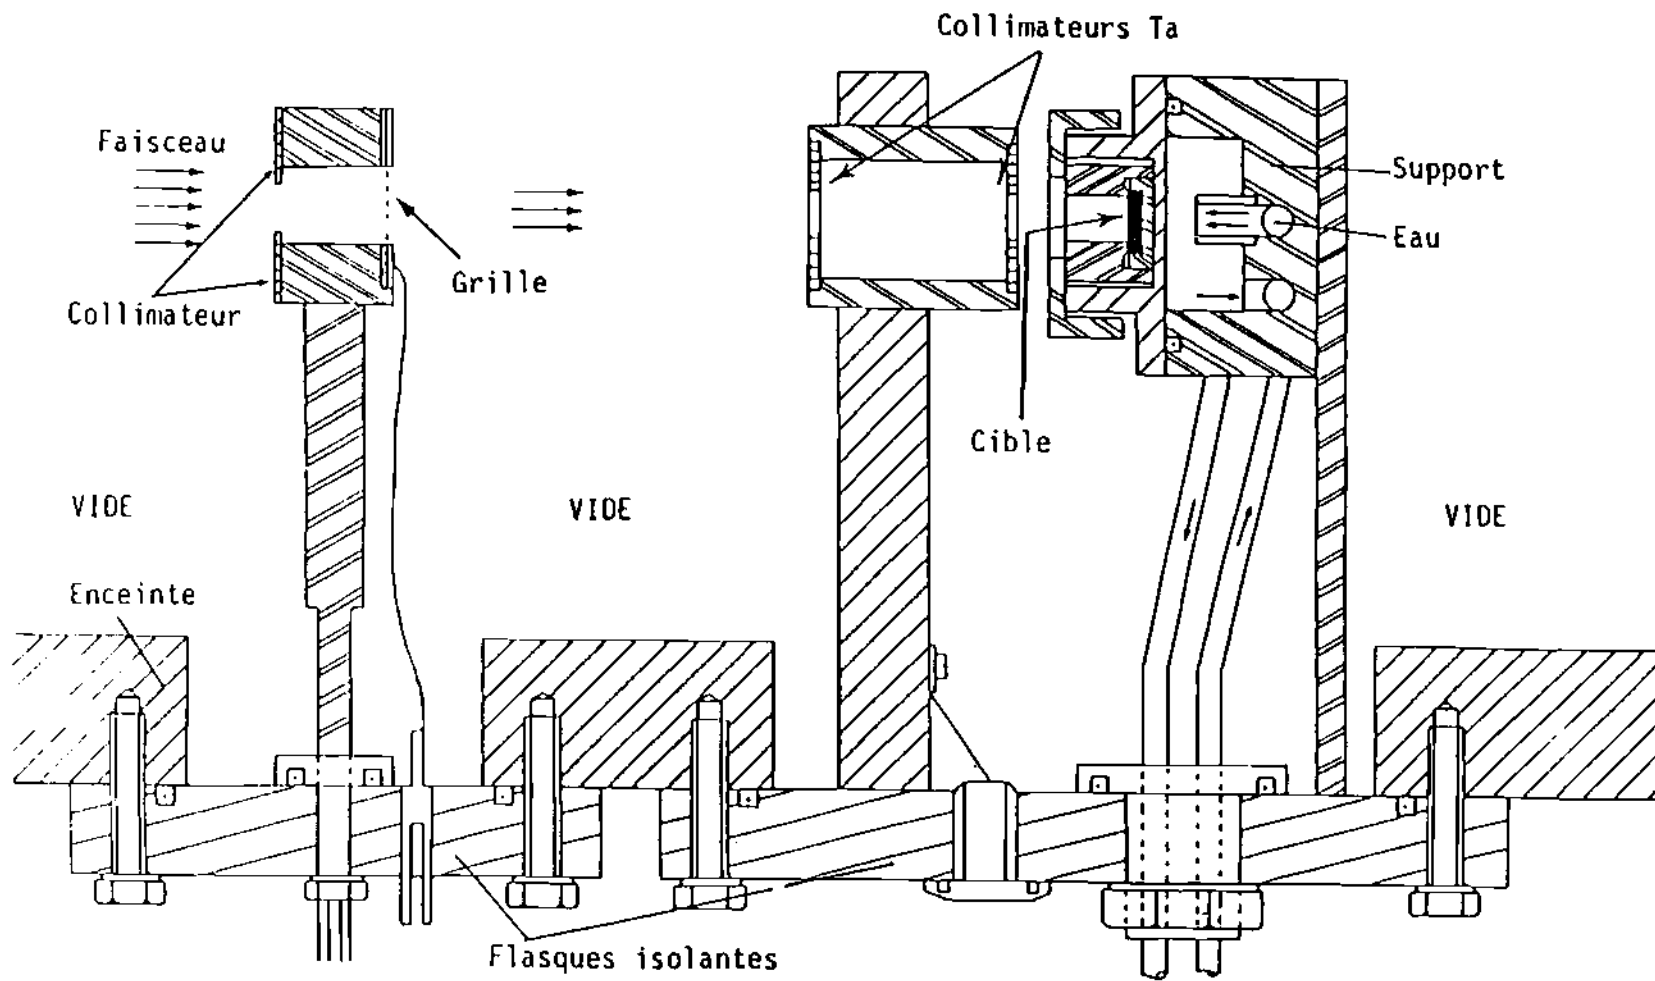 Collimateurs Ta
Faisceau
Support
Eau
Grille
Collimateur
Cible
VIDE
VIDE
VIDE
Enceinte
Flasques isolantes